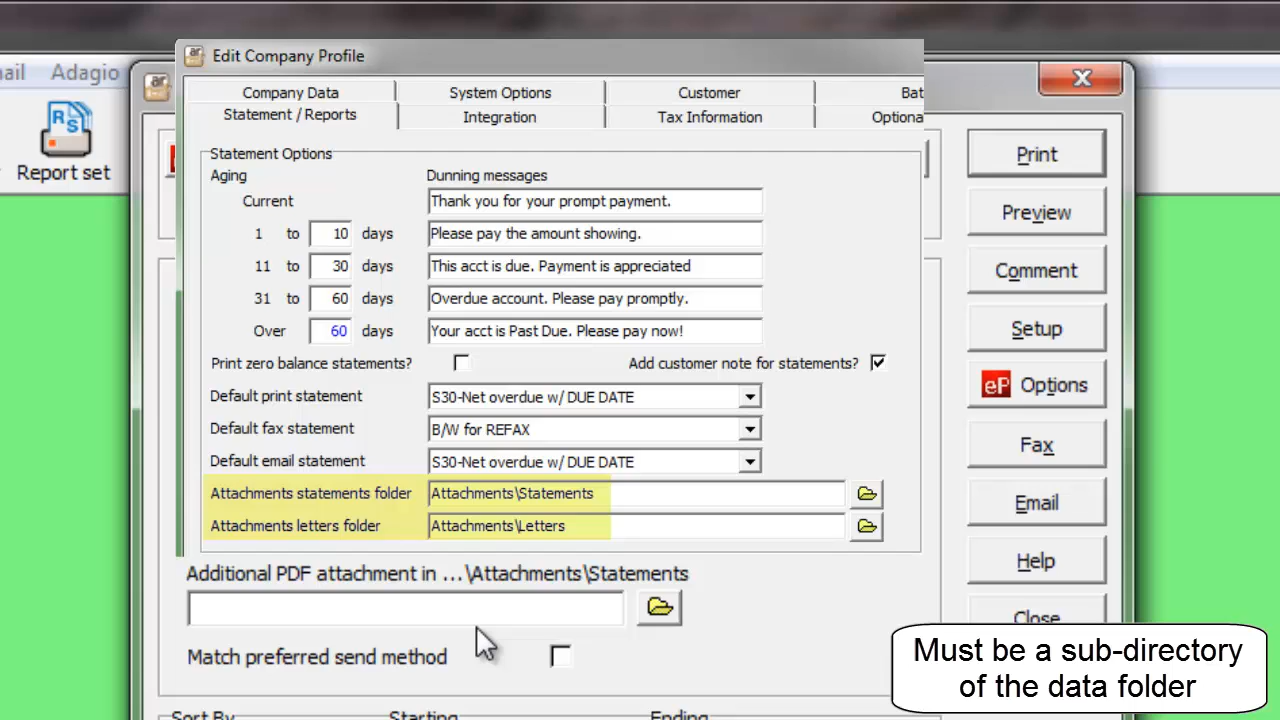 ail Adagio
Report set
Edit Company Profile
Company Data
System Options
Customer
Bat
Statement / Reports
Integration
Tax Information
Optiona
Statement Options
Aging
Dunning messages
Current
Thank you for your prompt payment.
1 to 10 days
Please pay the amount showing.
11 to 30 days
This acct is due. Payment is appreciated
31 to 60 days
Overdue account. Please pay promptly.
Over 60 days
Your acct is Past Due. Please pay now!
Print zero balance statements?
Add customer note for statements?
Default print statement
S30-Net overdue w/ DUE DATE
Default fax statement
B/W for REFAX
Default email statement
S30-Net overdue w/ DUE DATE
Attachments statements folder
Attachments\Statements
Attachments letters folder
Attachments\Letters
Additional PDF attachment in ...\Attachments\Statements
Match preferred send method
Sort By
Starting
Ending
Print
Preview
Comment
Setup
eP Options
Fax
Email
Help
Close
Must be a sub-directory
of the data folder